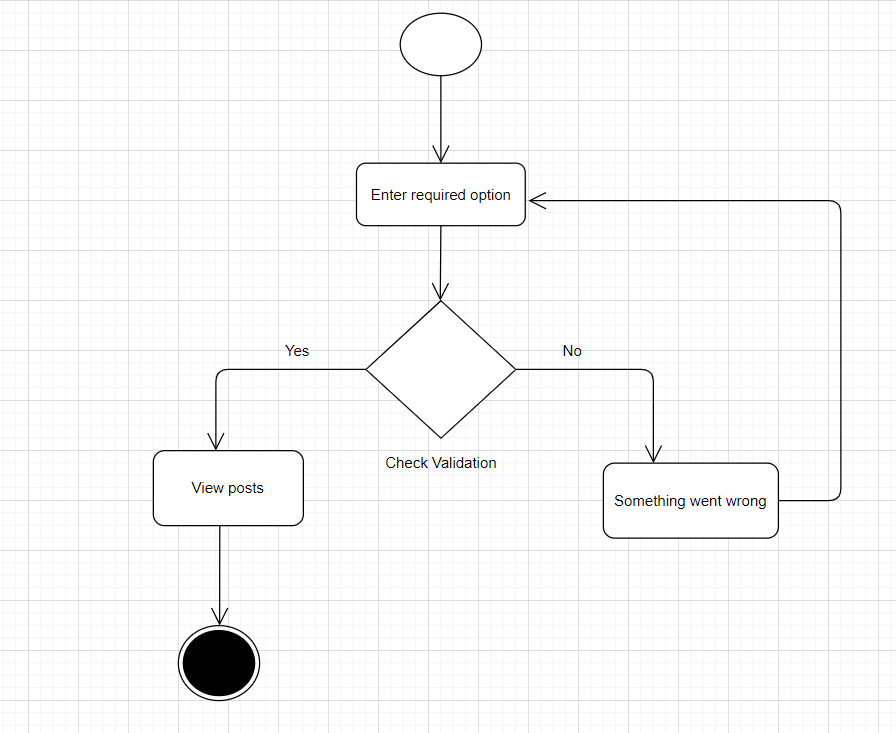 Enter required option
Yes
No
Check Validation
View posts
Something went wrong